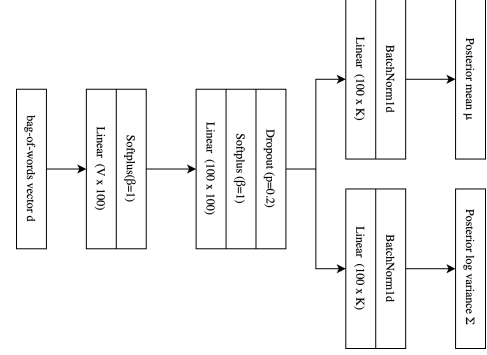 bag-of-words vector d
Linear (V x 100)
Softplus(β=1)
Linear (100 x 100)
Softplus (β=1)
Dropout (p=0.2)
Linear (100 x K)
BatchNorm1d
Posterior mean μ
Linear (100 x K)
BatchNorm1d
Posterior log variance Σ